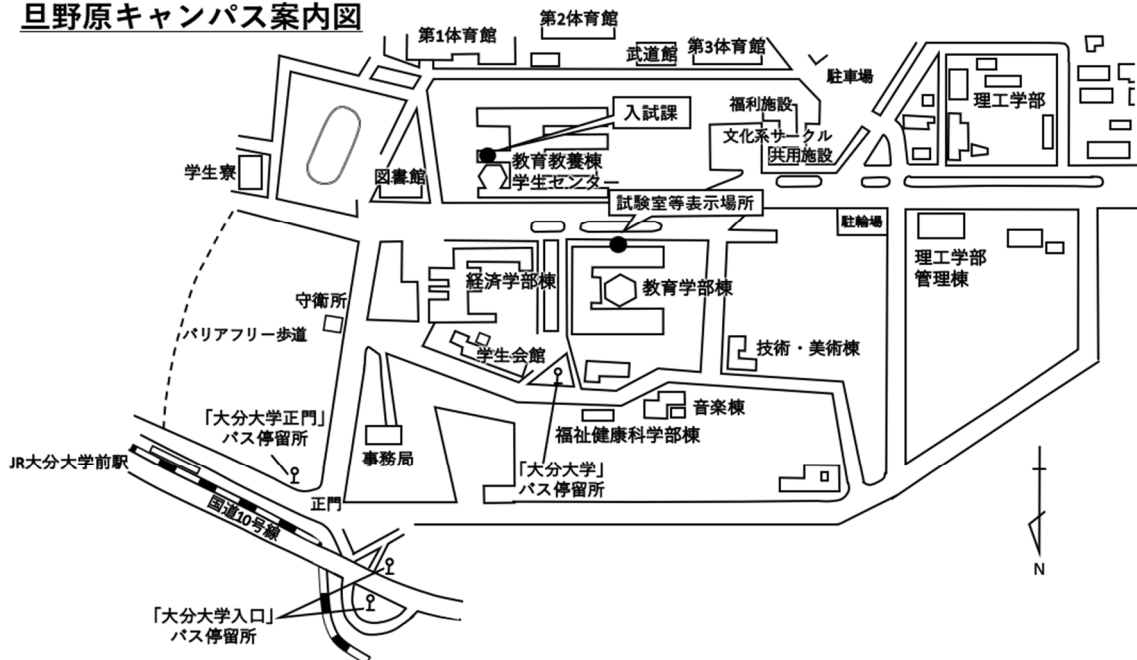 旦野原キャンパス案内図
第1体育館
第2体育館
武道館
第3体育館
駐車場
理工学部
福利施設
文化系サークル
共用施設
入試課
教育教養棟
学生センター
図書館
学生寮
試験室等表示場所
駐輪場
理工学部
管理棟
経済学部棟
教育学部棟
守衛所
バリアフリー歩道
学生会館
技術・美術棟
音楽棟
福祉健康科学部棟
「大分大学正門」
バス停留所
事務局
「大分大学」
バス停留所
JR大分大学前駅
国道10号線
正門
「大分大学入口」
バス停留所
N